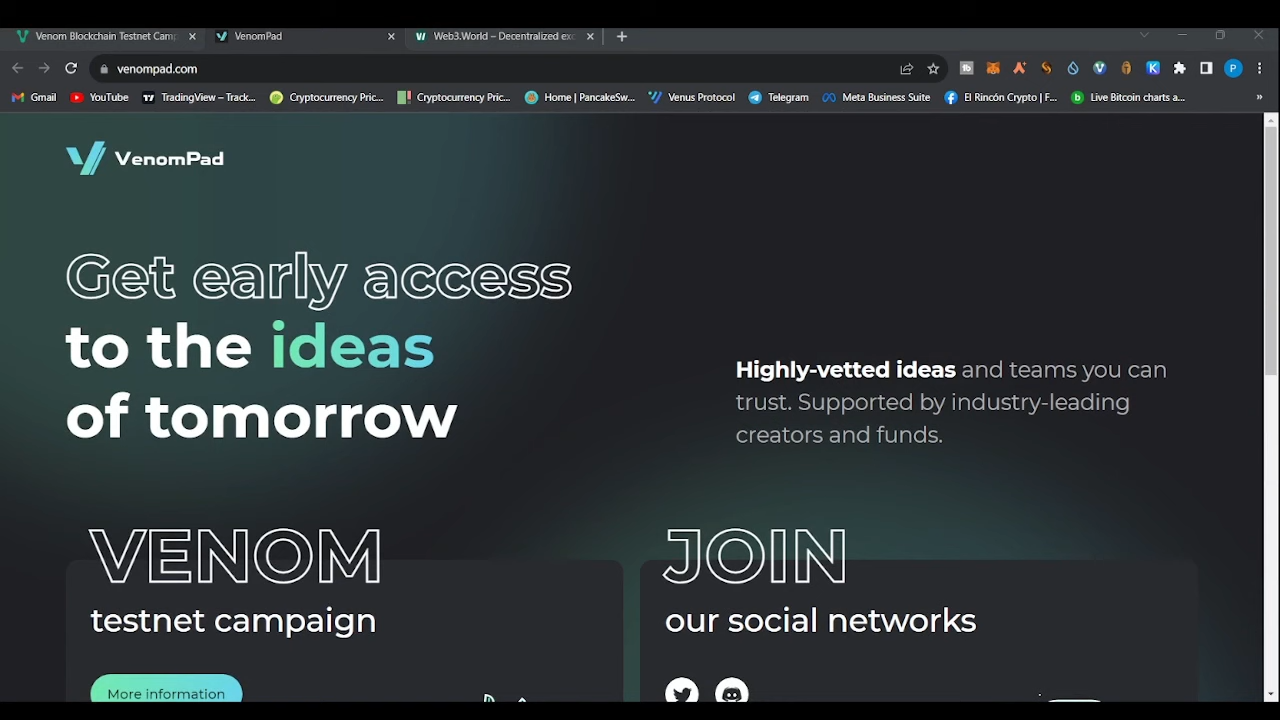 Venom Blockchain Testnet Cam
VenomPad
Web3.World – Decentralized exc
venompad.com
Gmail
YouTube
TradingView – Track...
Cryptocurrency Pric...
Cryptocurrency Pric...
Home | PancakeSw...
Venus Protocol
Telegram
Meta Business Suite
El Rincón Crypto | F...
Live Bitcoin charts a...
VenomPad
Get early access
to the ideas
of tomorrow
Highly-vetted ideas and teams you can
trust. Supported by industry-leading
creators and funds.
VENOM
testnet campaign
More information
JOIN
our social networks